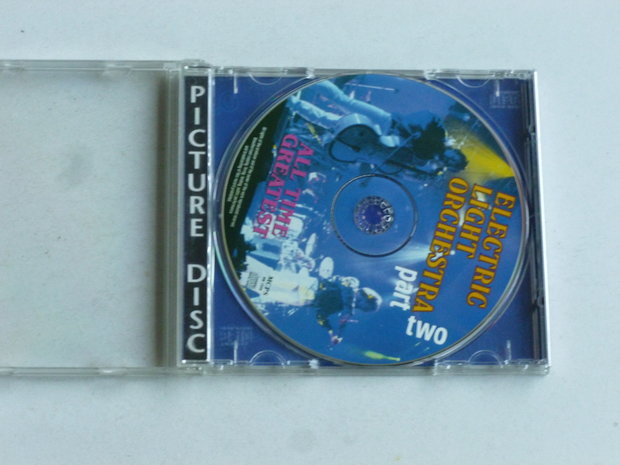 PICTURE DISC
ELECTRIC
LIGHT
ORCHESTRA
part two
ALL TIME
GREATEST